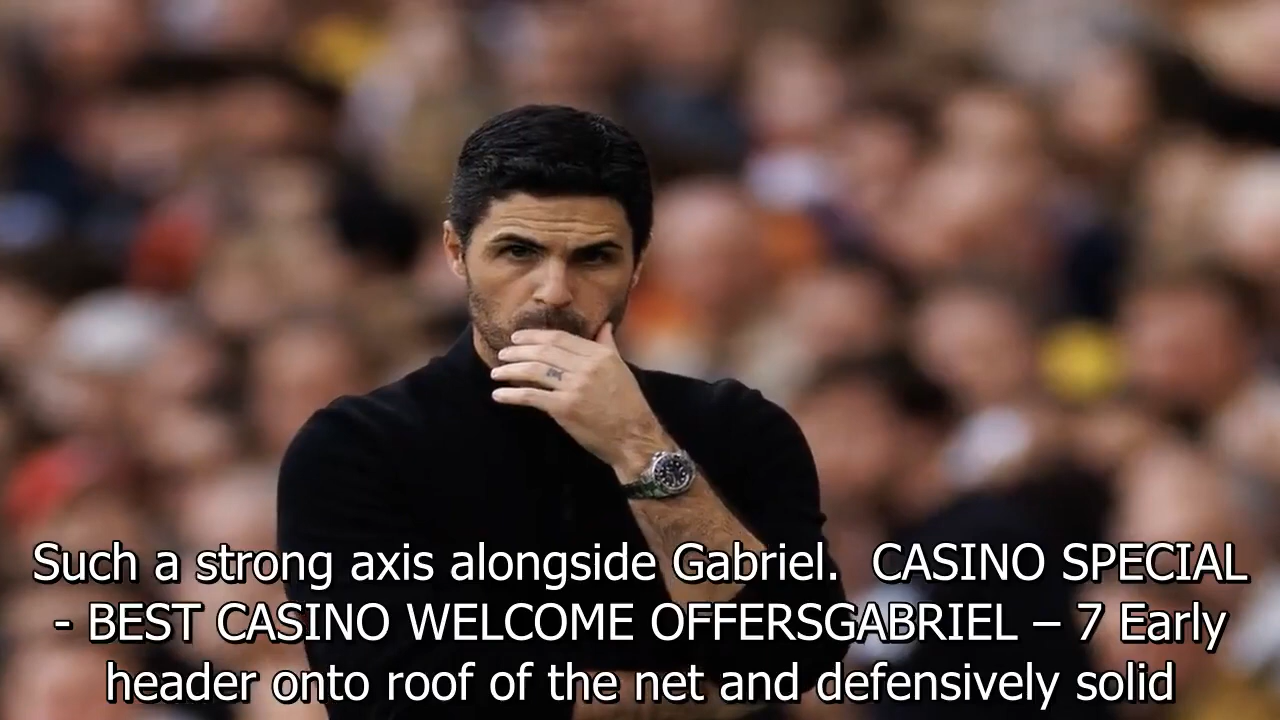 Such a strong axis alongside Gabriel.  CASINO SPECIAL
- BEST CASINO WELCOME OFFERSGABRIEL – 7 Early
header onto roof of the net and defensively solid